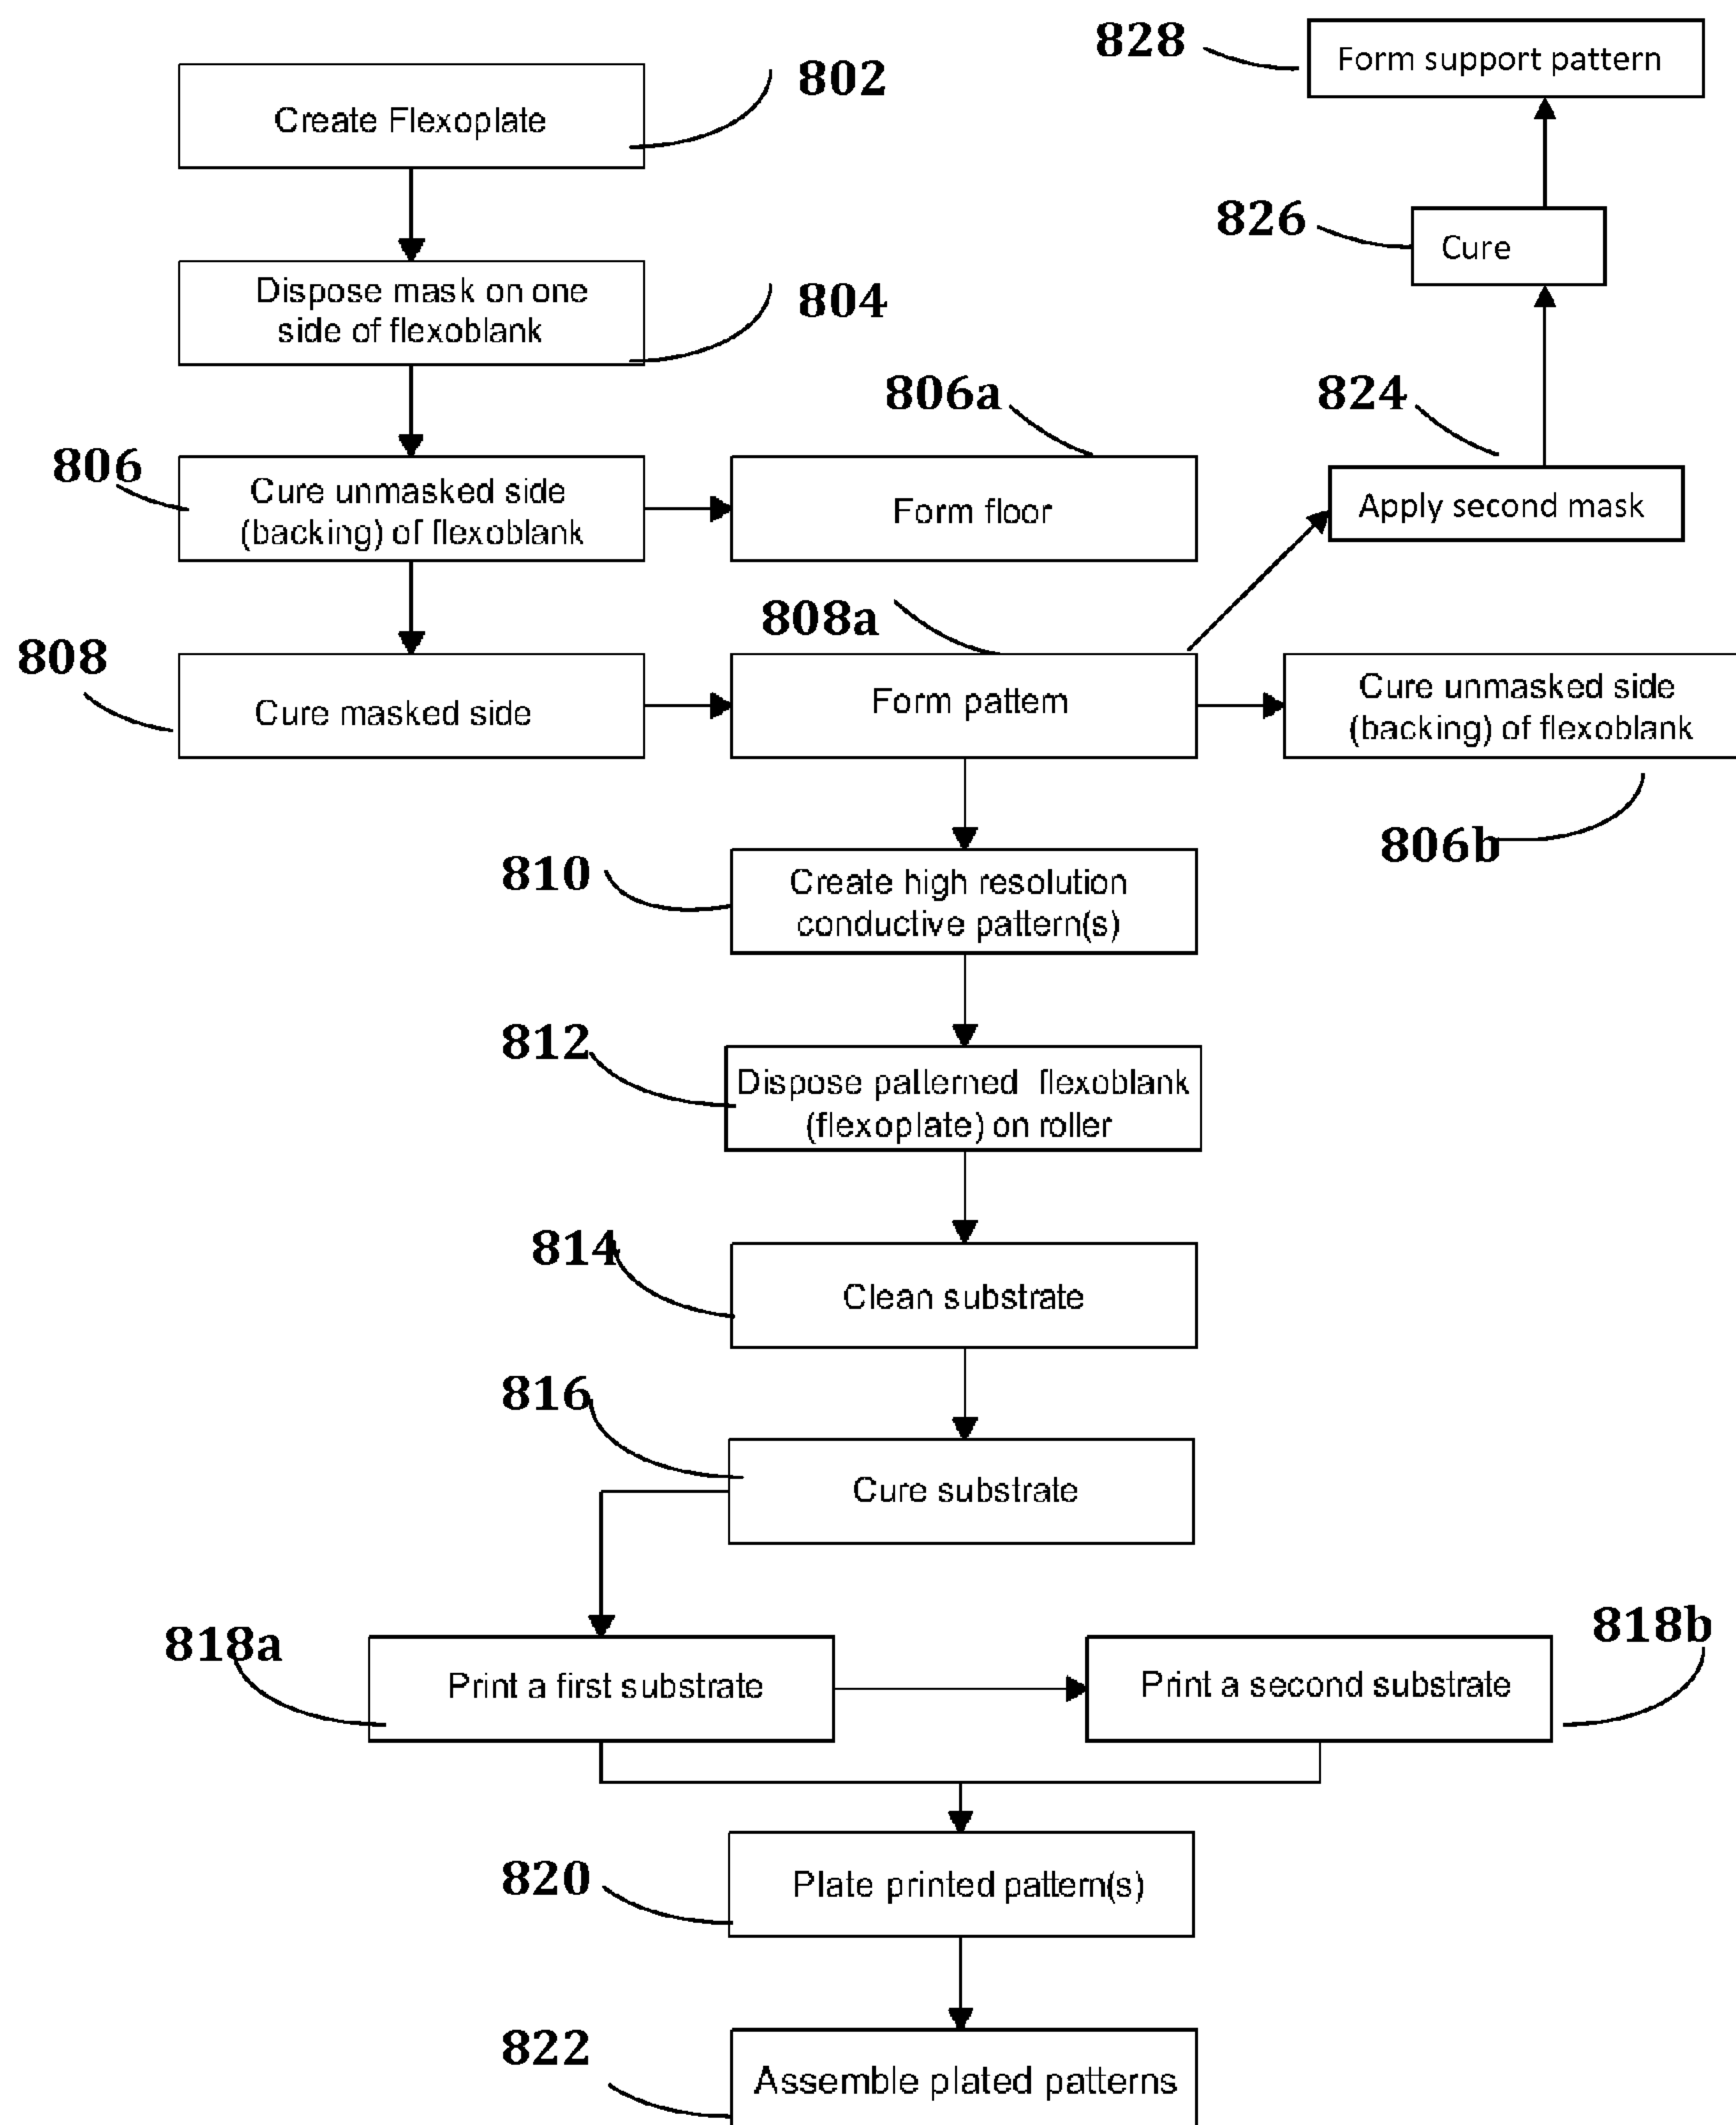 828
Form support pattern
802
Create Flexoplate
826
Cure
Dispose mask on one
side of flexoblank
804
806a
824
806
Cure unmasked side
(backing) of flexoblank
Form floor
Apply second mask
808a
808
Cure masked side
Form pattern
Cure unmasked side
(backing) of flexoblank
806b
810
Create high resolution
conductive pattern(s)
812
Dispose patterned flexoblank
(flexoplate) on roller
814
Clean substrate
816
Cure substrate
818a
Print a first substrate
818b
Print a second substrate
820
Plate printed pattern(s)
822
Assemble plated patterns